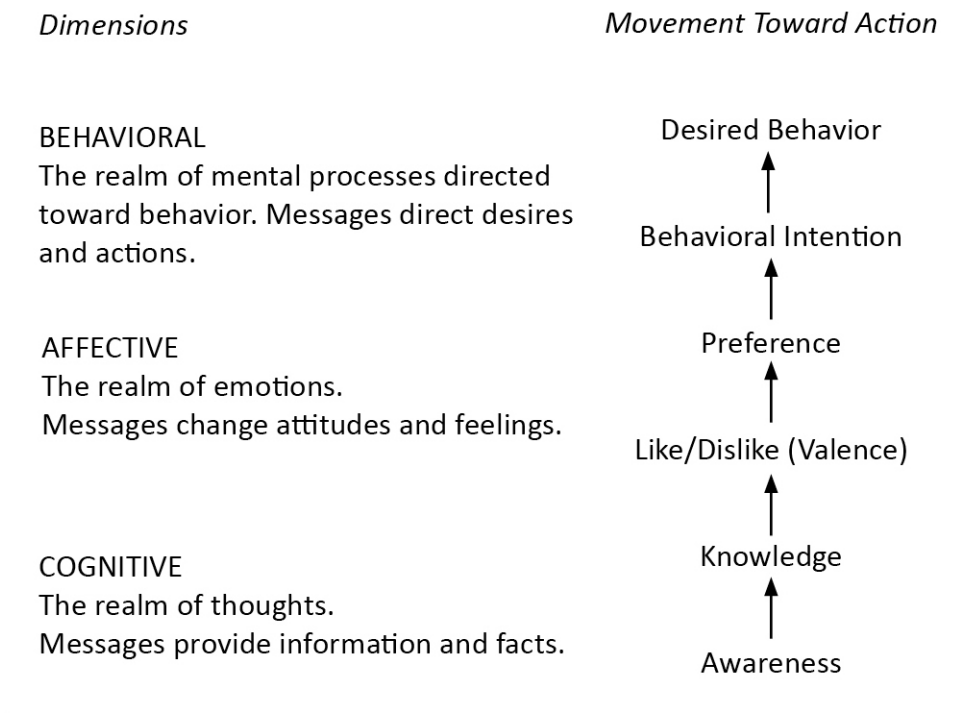 Dimensions
Movement Toward Action
BEHAVIORAL
The realm of mental processes directed
toward behavior. Messages direct desires
and actions.
AFFECTIVE
The realm of emotions.
Messages change attitudes and feelings.
COGNITIVE
The realm of thoughts.
Messages provide information and facts.
Desired Behavior
Behavioral Intention
Preference
Like/Dislike (Valence)
Knowledge
Awareness